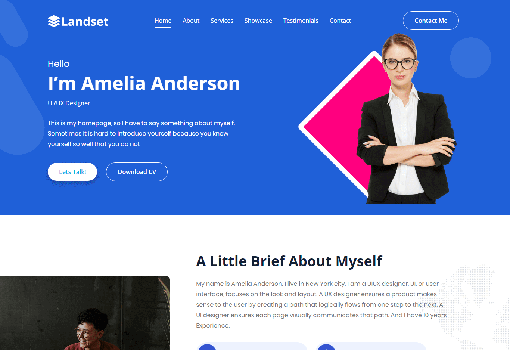 Landset
Home About Services Showcase Testimonials Contact
Contact Me
Hello
I'm Amelia Anderson
UI/UX Designer
This is my homepage, so I have to say something about myself.
Sometimes it is hard to introduce yourself because you know
yourself so well that you do not
Lets Talk!
Download CV
A Little Brief About Myself
My name is Amelia Anderson. I live in New York city. I am a UI/UX designer. UI, or user
interface, focuses on the look and layout. A UX designer ensures a product makes
sense to the user by creating a path that logically flows from one step to the next. A
UI designer ensures each page visually communicates that path. And I have 10 years
Experience.